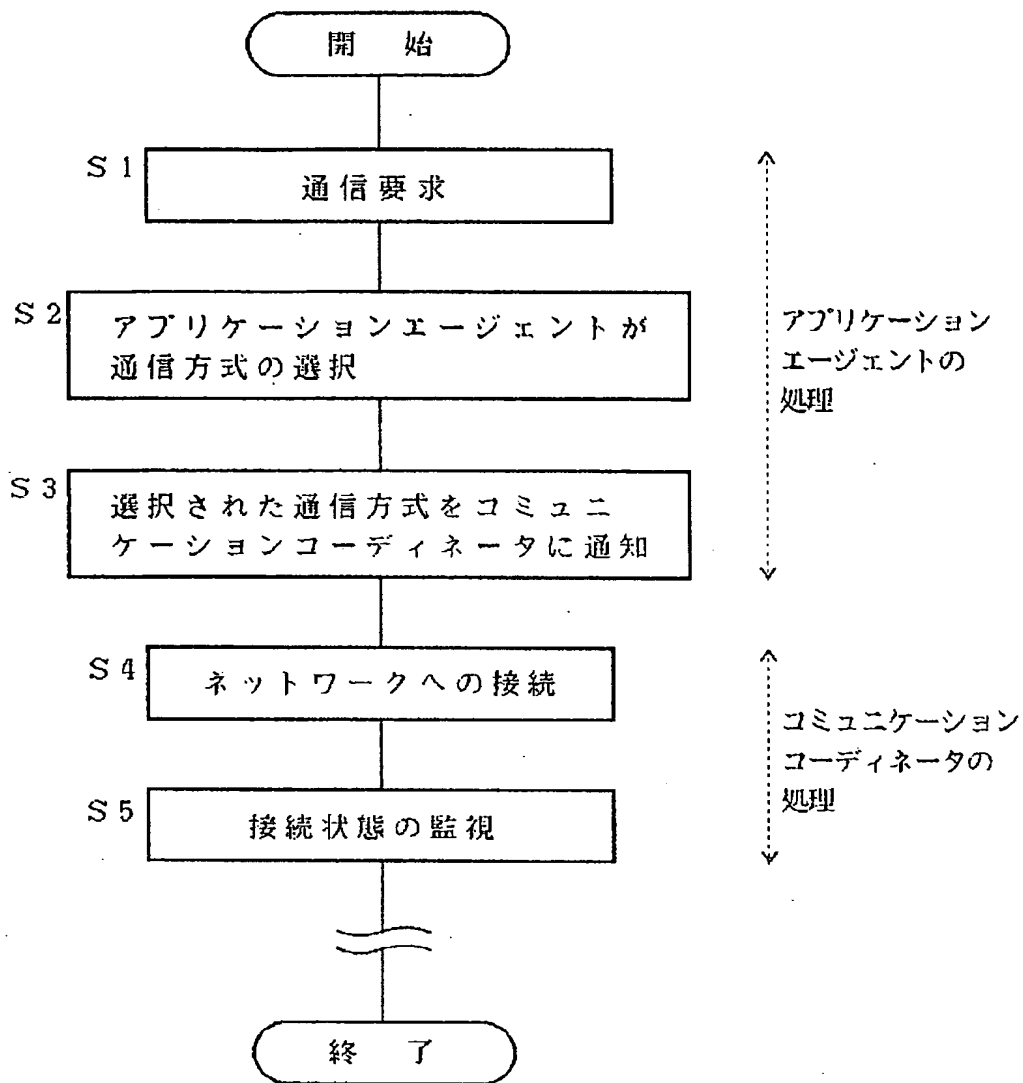 開 始
S1
通信要求
S2
アプリケーションエージェントが
通信方式の選択
S3
選択された通信方式をコミュニ
ケーションコーディネータに通知
アプリケーション
エージェントの
処理
S4
ネットワークへの接続
S5
接続状態の監視
コミュニケーション
コーディネータの
処理
終 了